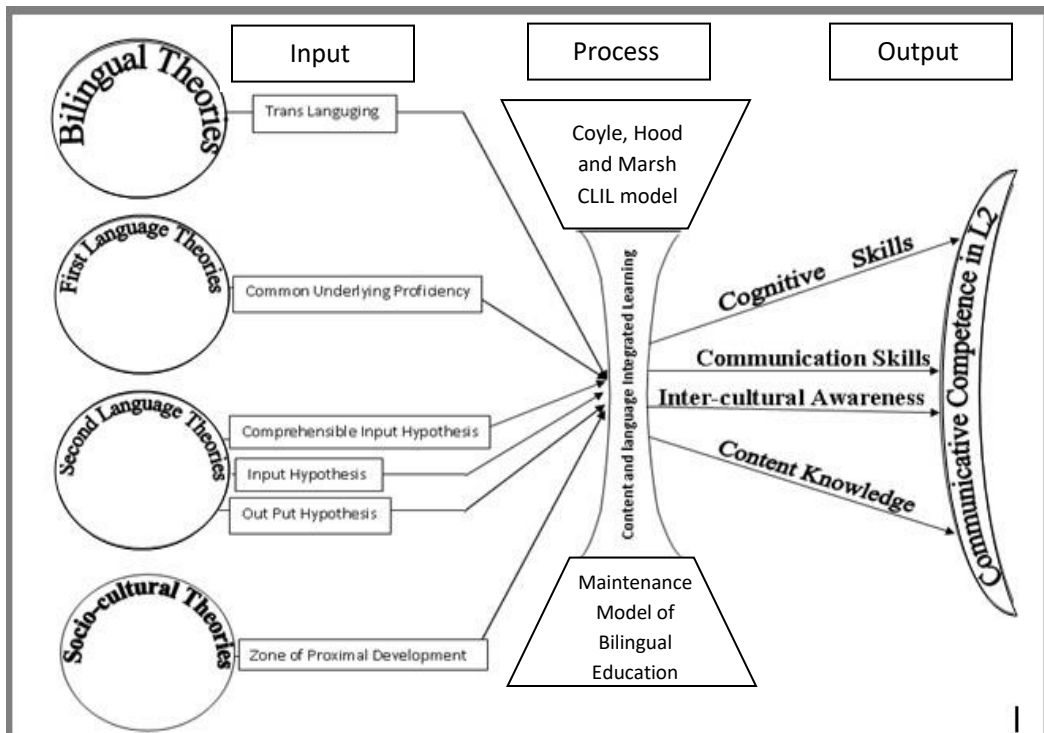 Input
Process
Output
Bilingual Theories
Trans Languging
First Language Theories
Common Underlying Proficiency
Second Language Theories
Comprehensible Input Hypothesis
Input Hypothesis
Out Put Hypothesis
Socio-cultural Theories
Zone of Proximal Development
Coyle, Hood
and Marsh
CLIL model
Content and language Integrated Learning
Maintenance
Model of
Bilingual
Education
Cognitive Skills
Communication Skills
Inter-cultural Awareness
Content Knowledge
Communicative Competence in L2